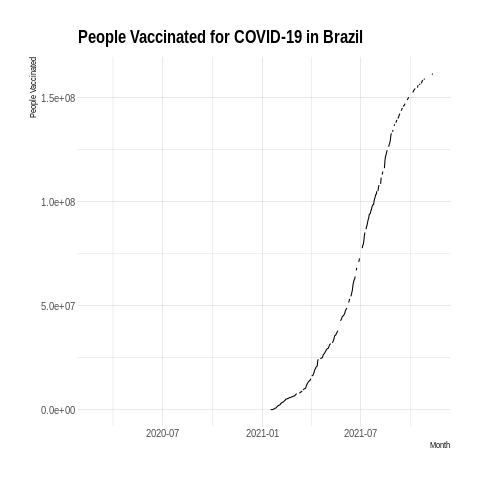 People Vaccinated for COVID-19 in Brazil
People Vaccinated
1.5e+08
1.0e+08
5.0e+07
0.0e+00
2020-07
2021-01
2021-07
Month